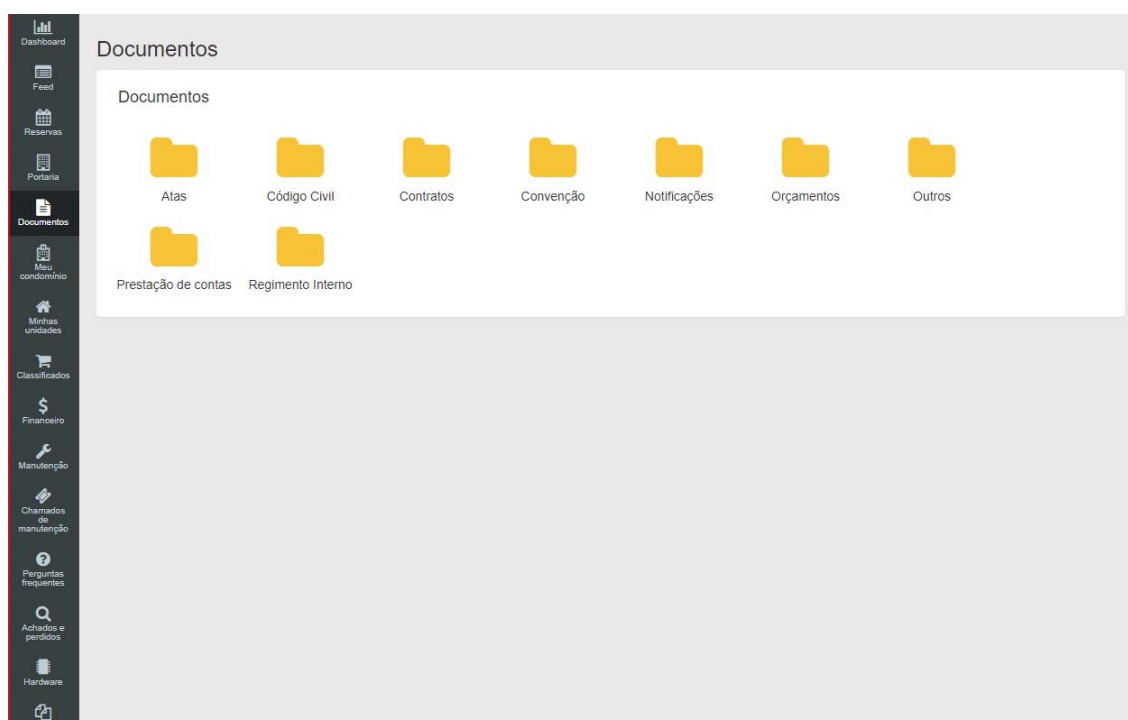 Dashboard
Feed
Reservas
Portaria
Documentos
Meu
condomínio
Minhas
unidades
Classificados
Financeiro
Manutenção
Chamados
de
manutenção
Perguntas
frequentes
Achados e
perdidos
Hardware
Documentos
Documentos
Atas Código Civil Contratos Convenção Notificações Orçamentos Outros
Prestação de contas Regimento Interno